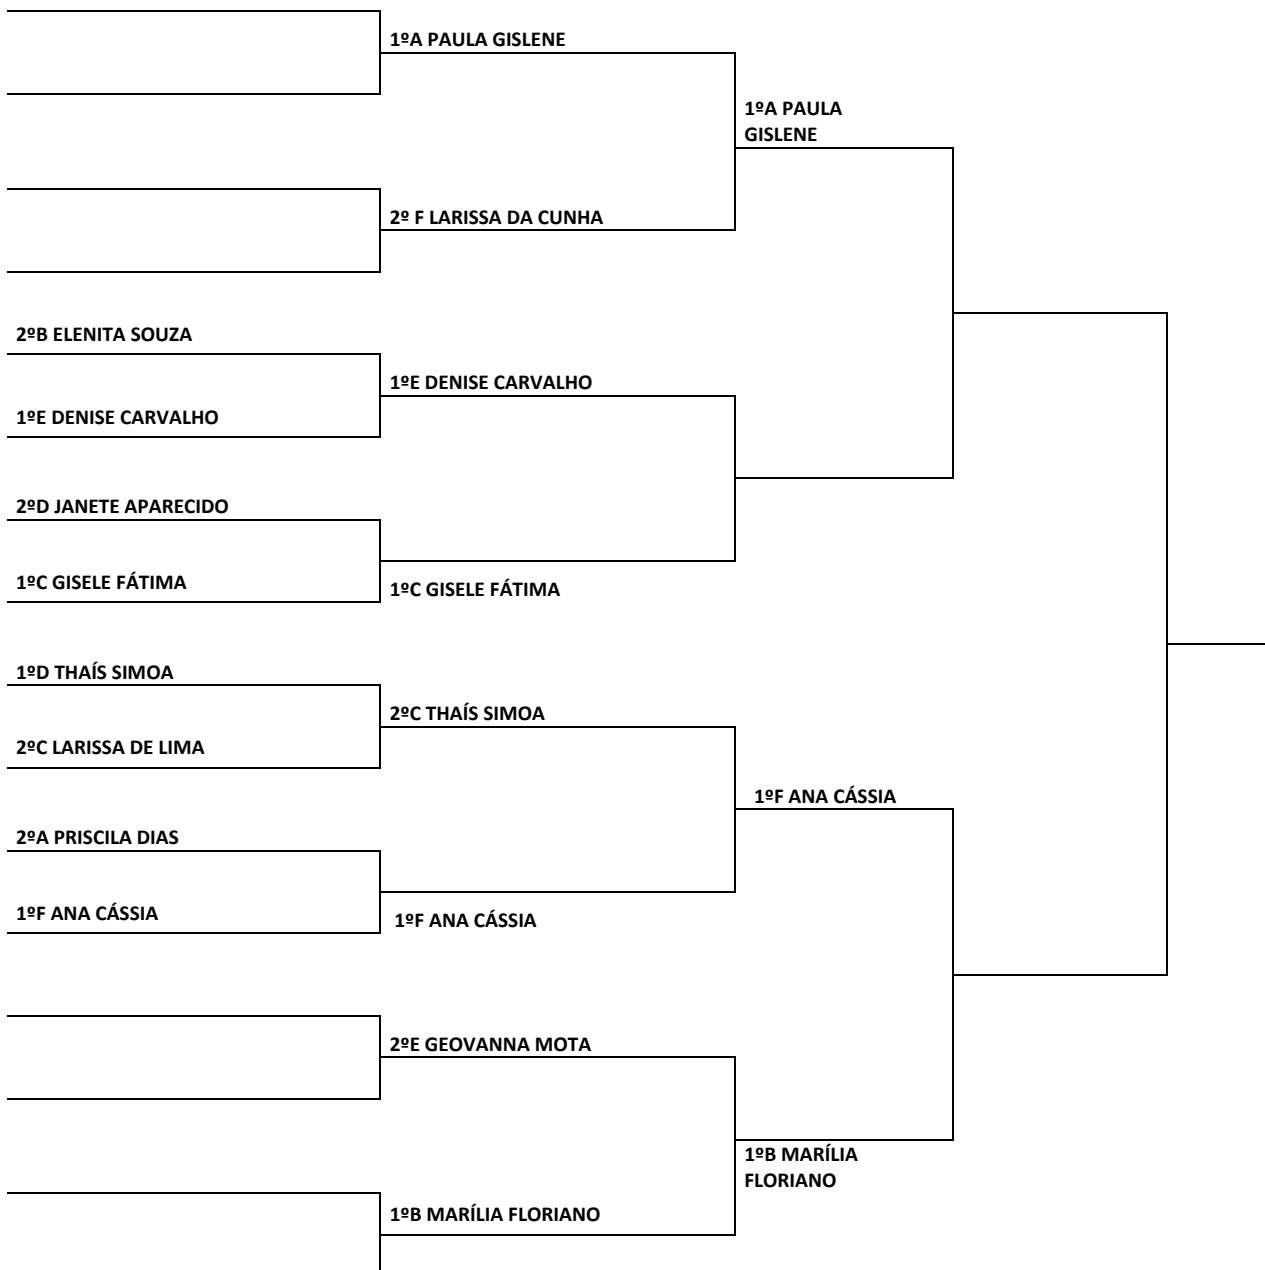 1ºA PAULA GISLENE
1ºA PAULA
GISLENE
2º F LARISSA DA CUNHA
2ºB ELENITA SOUZA
1ºE DENISE CARVALHO
1ºE DENISE CARVALHO
2ºD JANETE APARECIDO
1ºC GISELE FÁTIMA
1ºC GISELE FÁTIMA
1ºD THAÍS SIMOA
2ºC THAÍS SIMOA
2ºC LARISSA DE LIMA
1ºF ANA CÁSSIA
2ºA PRISCILA DIAS
1ºF ANA CÁSSIA
1ºF ANA CÁSSIA
2ºE GEOVANNA MOTA
1ºB MARÍLIA
FLORIANO
1ºB MARÍLIA FLORIANO